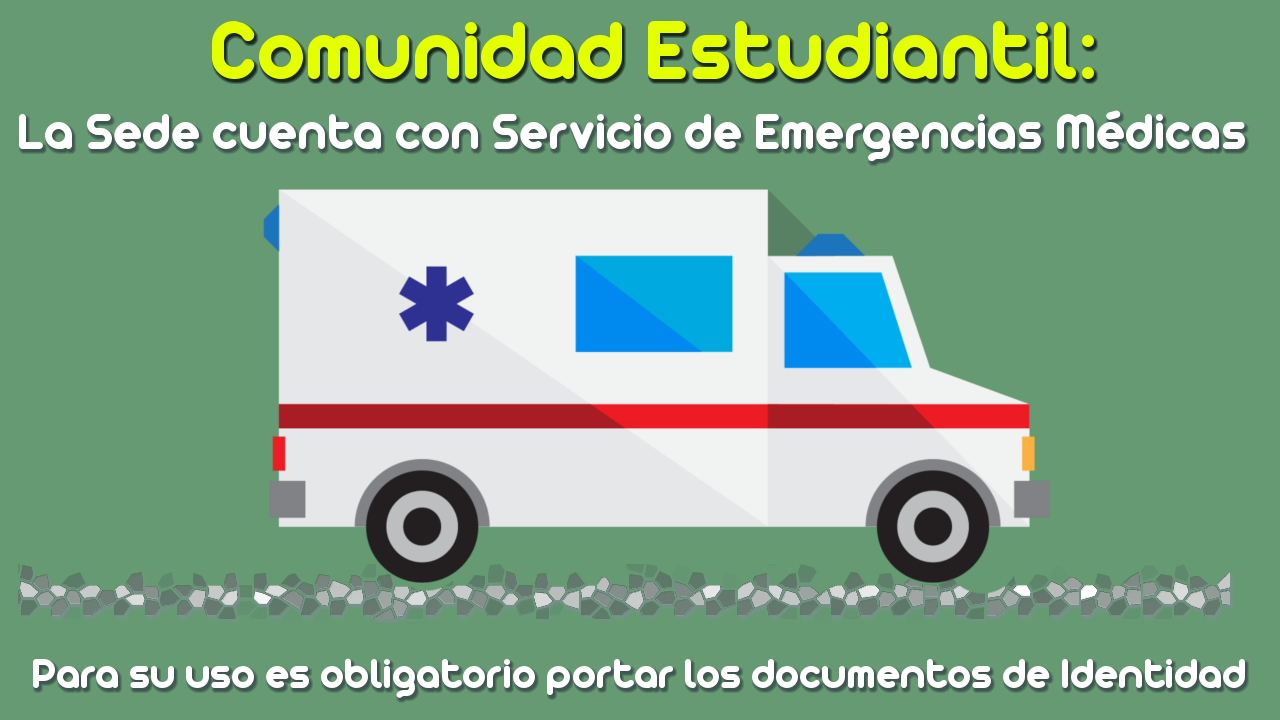 Comunidad Estudiantil:
La Sede cuenta con Servicio de Emergencias Médicas
Para su uso es obligatorio portar los documentos de Identidad